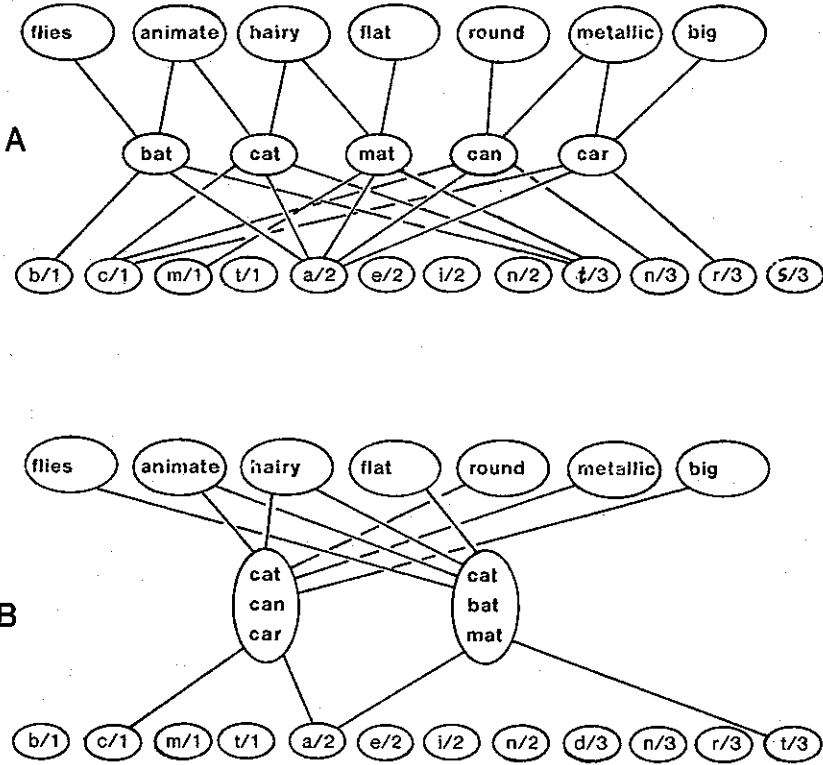 flies animate hairy flat round metallic big
A
bat cat mat can car
b/1 c/1 m/1 t/1 a/2 e/2 i/2 n/2 t/3 n/3 r/3 s/3
flies animate hairy flat round metallic big
B
cat cat
can bat
car mat
b/1 c/1 m/1 t/1 a/2 e/2 i/2 n/2 d/3 n/3 r/3 t/3